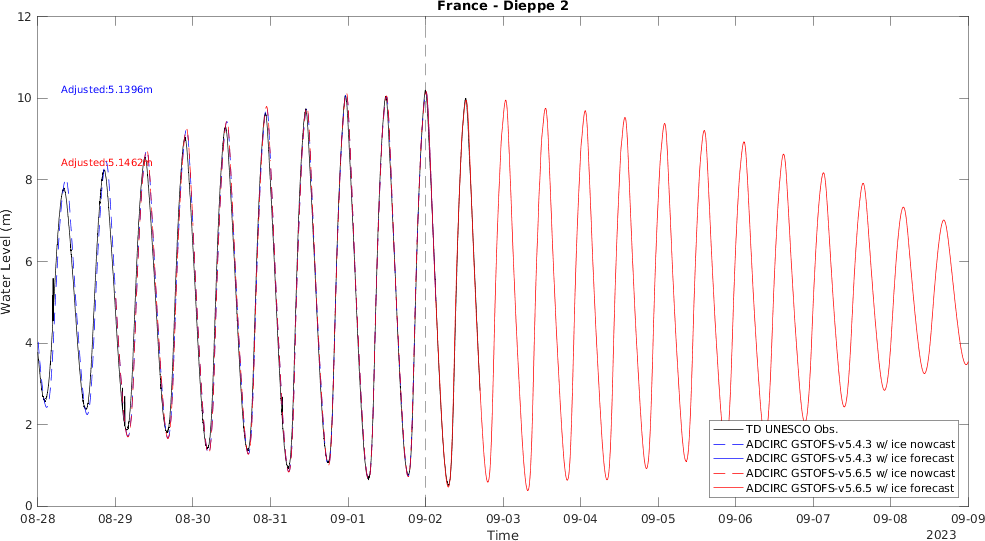 France - Dieppe 2
12
10
8
6
4
2
0
Water Level (m)
Adjusted:5.1396m
Adjusted:5.1462m
TD UNESCO Obs.
ADCIRC GSTOFS-v5.4.3 w/ ice nowcast
ADCIRC GSTOFS-v5.4.3 w/ ice forecast
ADCIRC GSTOFS-v5.6.5 w/ ice nowcast
ADCIRC GSTOFS-v5.6.5 w/ ice forecast
08-28 08-29 08-30 08-31 09-01 09-02 09-03 09-04 09-05 09-06 09-07 09-08 09-09
Time
2023